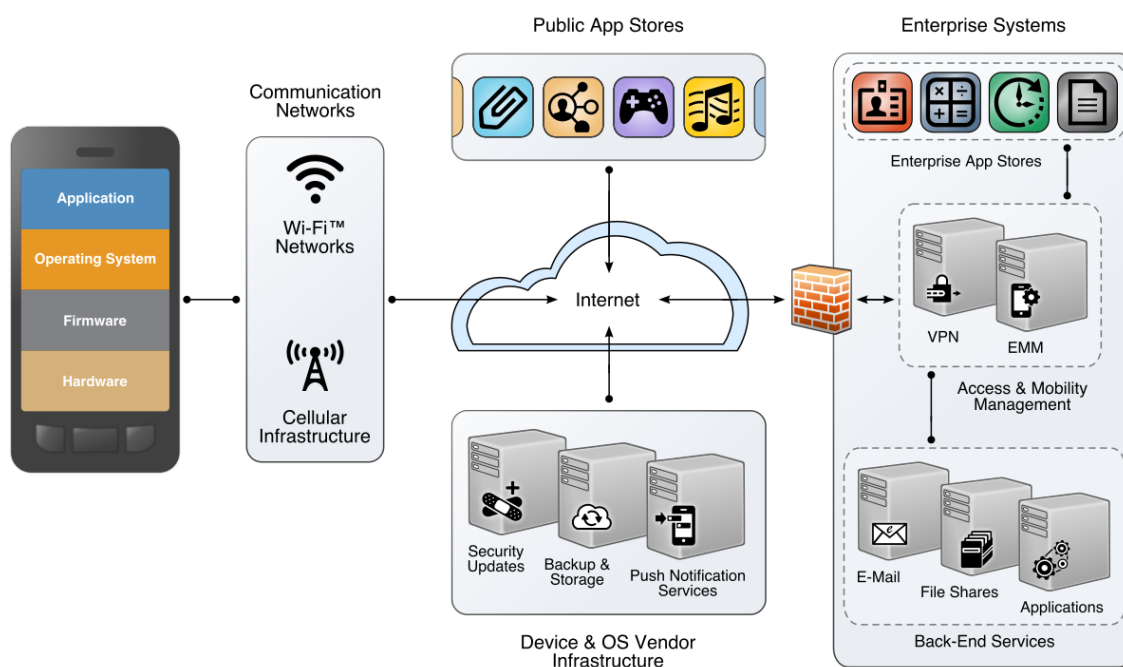 Public App Stores
Enterprise Systems
Communication
Networks
Application
Operating System
Firmware
Hardware
Wi-Fi™
Networks
Cellular
Infrastructure
Internet
Enterprise App Stores
VPN
EMM
Access & Mobility
Management
Security
Updates
Backup &
Storage
Push Notification
Services
Device & OS Vendor
Infrastructure
e
E-Mail
File Shares
Applications
Back-End Services